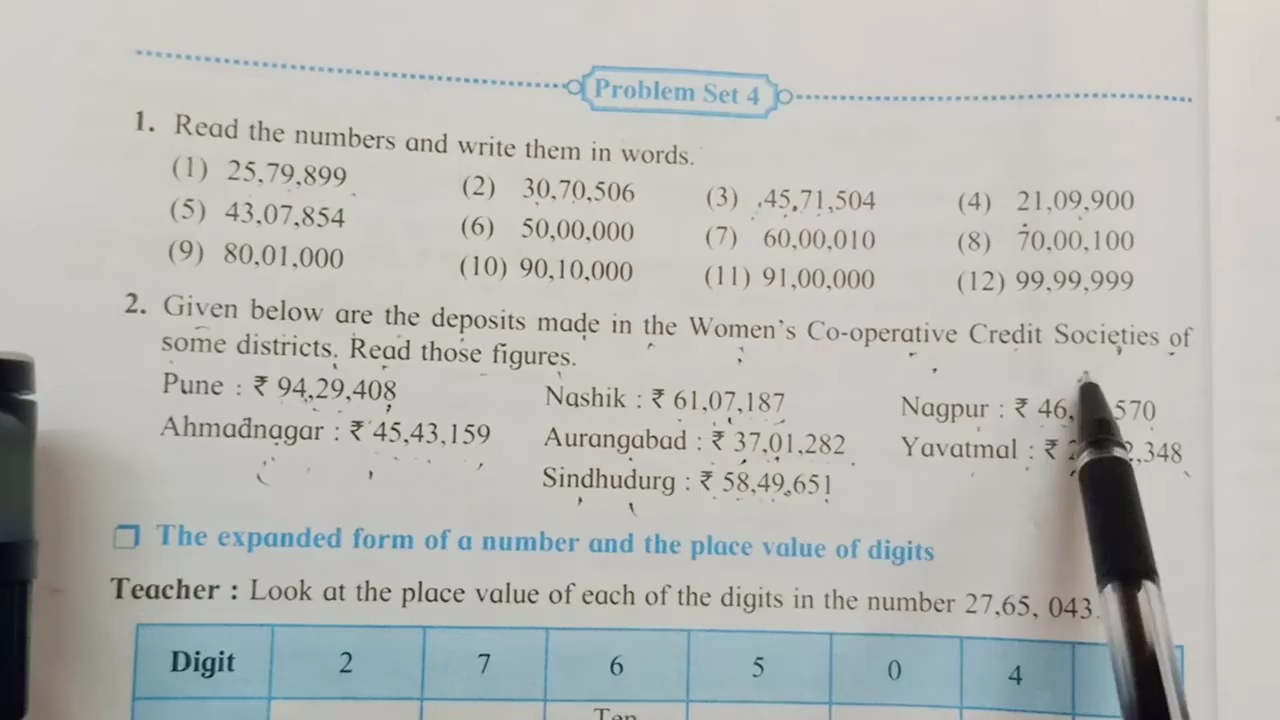 Problem Set 4
1. Read the numbers and write them in words.
(1) 25,79,899 (2) 30,70,506 (3) 45,71,504 (4) 21,09,900
(5) 43,07,854 (6) 50,00,000 (7) 60,00,010 (8) 70,00,100
(9) 80,01,000 (10) 90,10,000 (11) 91,00,000 (12) 99,99,999
2. Given below are the deposits made in the Women's Co-operative Credit Societies of
some districts. Read those figures.
Pune : ₹ 94,29,408 Nashik : ₹ 61,07,187 Nagpur : ₹ 46, 570
Ahmadnagar : ₹ 45,43,159 Aurangabad : ₹ 37,01,282 Yavatmal : ₹ ,348
Sindhudurg : ₹ 58,49,651
The expanded form of a number and the place value of digits
Teacher : Look at the place value of each of the digits in the number 27,65, 043.
Digit 2 7 6 5 0 4
Ten